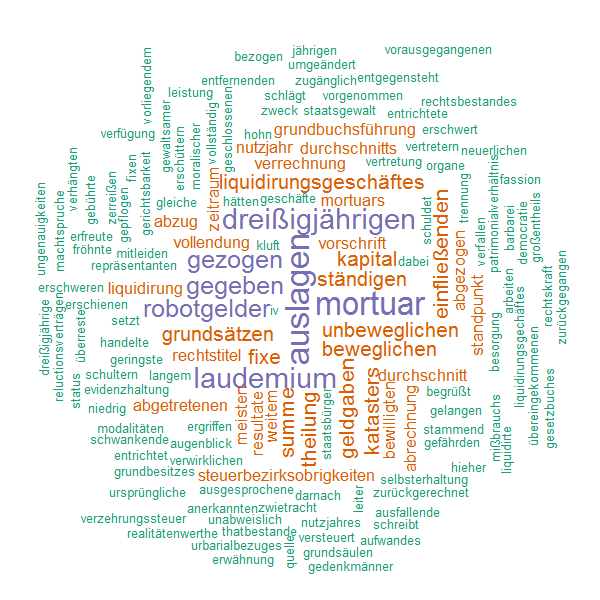 vorausgegangenen
jährigen
bezogen
umgeändert
entgegensteht
entfernenden
zugänglich
vorliegendem
leistung
schlägt
vorgenommen
rechtsbestandes
gewaltsamer
geschlossenen
zweck
staatsgewalt
entrichtete
verfügung
erschüttern
moralischer
vollständig
hohn
grundbuchsführung
erschwert
nutzjahr
durchschnitts
vertretern
neuerlichen
verhängten
fixen
gerichtsbarkeit
verrechnung
vertretung
organe
ungenauigkeiten
machtspruche
gebührte
zerreißen
gepflogen
liquidirungsgeschäftes
trennung
patrimonialverhältnis
fassion
gleiche
zeitraum
hätten
geschäfte
mortuars
einfließenden
schuldet
barbarei
democratie
großentheils
abzug
dreißigjährigen
verfallen
erfreute
fröhnte
mitleiden
vollendung
kluft
vorschrift
repräsentanten
gezogen
auslagen
kapital
dabei
abgezogen
standpunkt
rechtskraft
zurückgegangen
erschweren
liquidirung
gegeben
ständigen
arbeiten
dreißigjährige
reluctionsverträgen
erschienen
robotgelder
iv
mortuar
besorgung
liquidirungsgechäftes
übereingekommenen
gesetzbuches
überreste
setzt
handelte
grundsätzen
unbeweglichen
geringste
rechtstitel
fixe
beweglichen
status
schultern
langem
laudemium
durchschnitt
evidenzhaltung
geldgaben
katasters
bewilligten
begrüßt
niedrig
abgetretenen
meisten
resultate
weitem
summe
theilung
staatsbürger
abrechnung
gelangen
mißbrauchs
liquidirte
modalitäten
ergriffen
stammend
schwankende
augenblick
gefährden
entrichtet
verwirklichen
hieher
grundbesitzes
steuerbezirksobrigkeiten
selbsterhaltung
ursprüngliche
ausgesprochene
darnach
leiter
zurückgerechnet
anerkannten
zwietracht
ausfallende
verzehrungssteuer
unabweislich
nutzjahres
schreibt
realitätenwerthe
thatbestande
versteuert
aufwandes
urbarialbezuges
quelle
grundsäulen
erwähnung
gedenkmänner